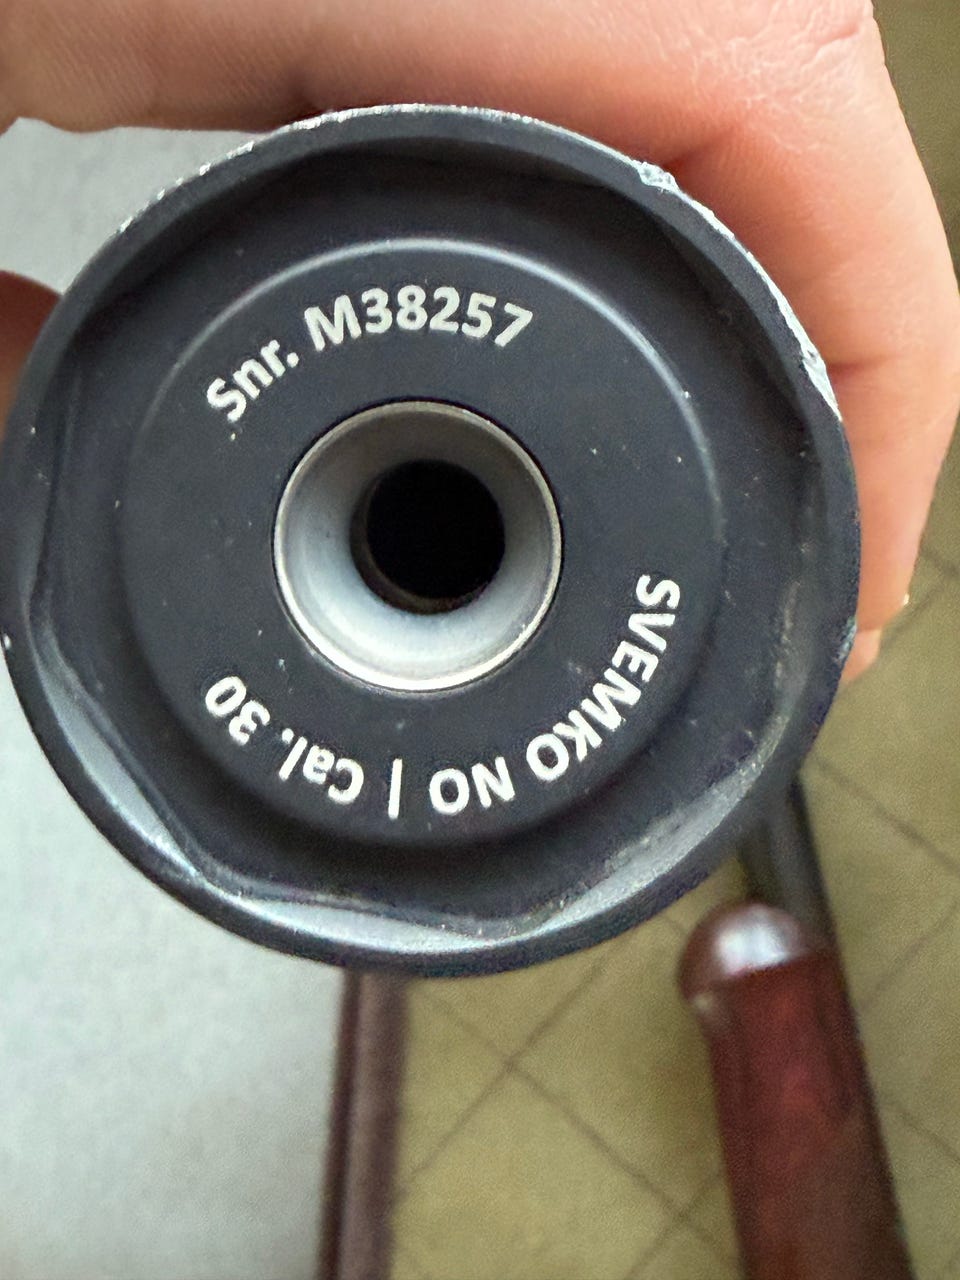 Snr. M38257
SVEMKO NO | Cal. 30